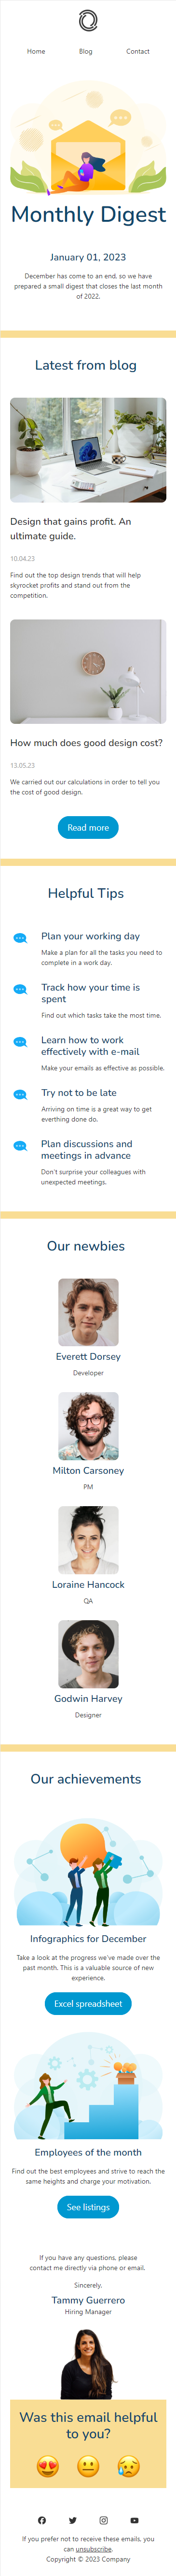 Home Blog Contact
Monthly Digest
January 01, 2023
December has come to an end, so we have
prepared a small digest that closes the last month
of 2022.
Latest from blog
Design that gains profit. An
ultimate guide.
10.04.23
Find out the top design trends that will help
skyrocket profits and stand out from the
competition.
How much does good design cost?
13.05.23
We carried out our calculations in order to tell you
the cost of good design.
Read more
Helpful Tips
Plan your working day
Make a plan for all the tasks you need to
complete in a work day.
Track how your time is
spent
Find out which tasks take the most time.
Learn how to work
effectively with e-mail
Make your emails as effective as possible.
Try not to be late
Arriving on time is a great way to get
everthing done do.
Plan discussions and
meetings in advance
Don't surprise your colleagues with
unexpected meetings.
Our newbies
Everett Dorsey
Developer
Milton Carsoney
PM
Loraine Hancock
QA
Godwin Harvey
Designer
Our achievements
Infographics for December
Take a look at the progress we've made over the
past month. This is a valuable source of new
experience.
Excel spreadsheet
Employees of the month
Find out the best employees and strive to reach the
same heights and charge your motivation.
See listings
If you have any questions, please
contact me directly via phone or email.
Sincerely,
Tammy Guerrero
Hiring Manager
Was this email helpful
to you?
If you prefer not to receive these emails, you
can unsubscribe.
Copyright © 2023 Company